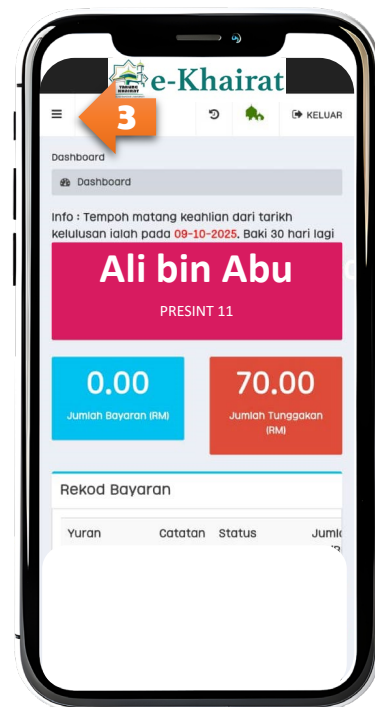 e-Khairat
3
KELUAR
Dashboard
Dashboard
Info : Tempoh matang keahlian dari tarikh
kelulusan ialah pada 09-10-2025. Baki 30 hari lagi
Ali bin Abu
PRESINT 11
0.00
Jumlah Bayaran (RM)
70.00
Jumlah Tunggakan
(RM)
Rekod Bayaran
Yuran Catatan Status